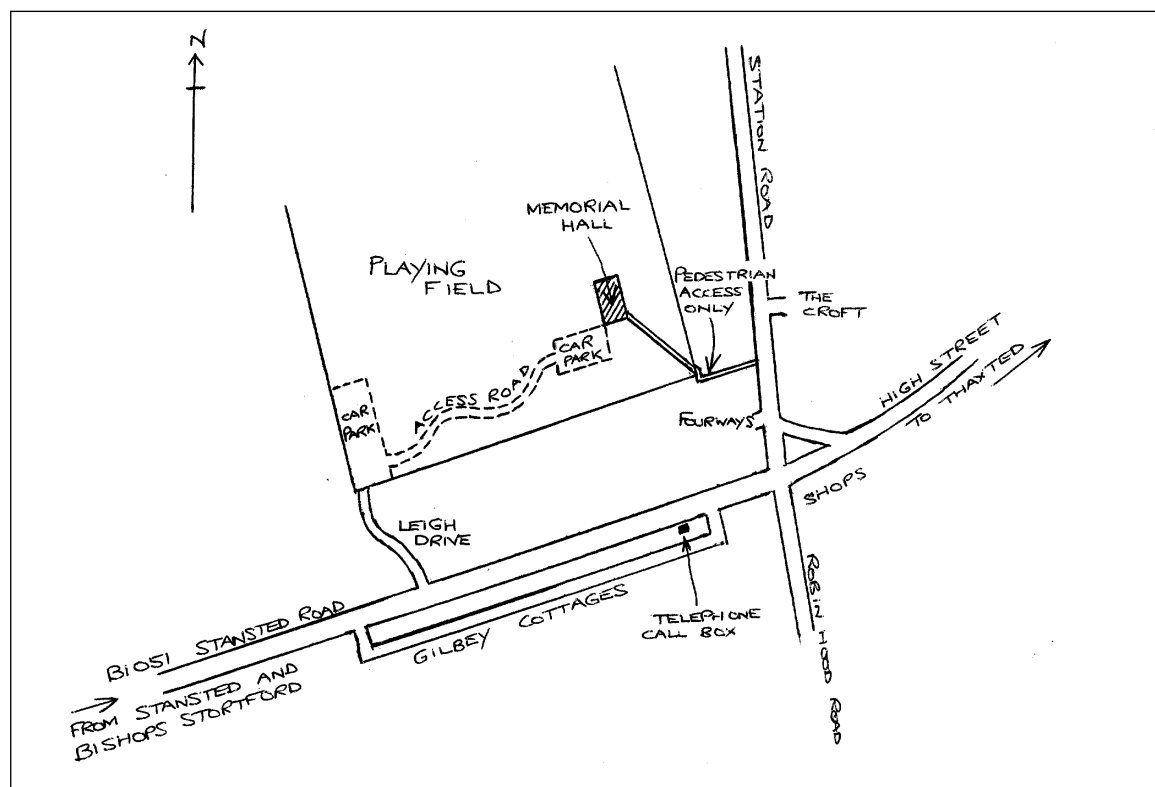 N
STATION ROAD
MEMORIAL
HALL
PLAYING
FIELD
PEDESTRIAN
ACCESS
ONLY
THE
CROFT
CAR
PARK
ACCESS ROAD
CAR
PARK
HIGH STREET
TO THAXTED
FOURWAYS
SHOPS
LEIGH
DRIVE
B1051 STANSTED ROAD
GILBEY COTTAGES
TELEPHONE
CALL BOX
ROBIN HOOD ROAD
FROM STANSTED AND
BISHOPS STORTFORD